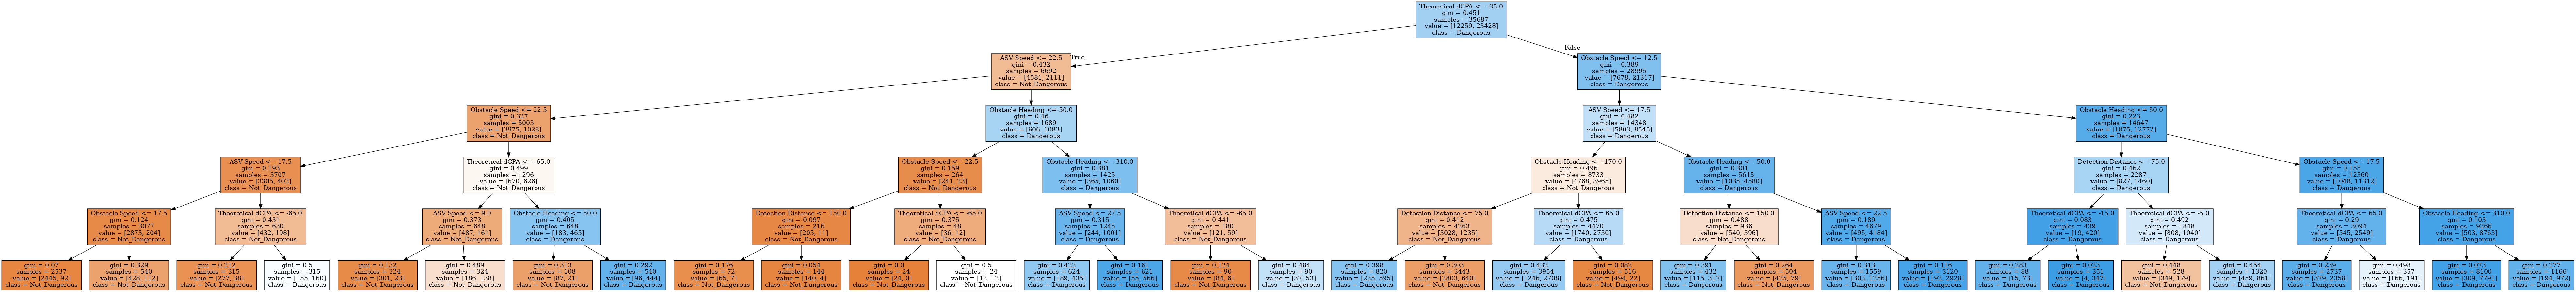 Theoretical dCPA <= -35.0
gini = 0.451
samples = 35687
value = [12259, 23428]
class = Dangerous
True
False
ASV Speed <= 22.5
gini = 0.432
samples = 6692
value = [4581, 2111]
class = Not_Dangerous
Obstacle Speed <= 12.5
gini = 0.389
samples = 28995
value = [7678, 21317]
class = Dangerous
Obstacle Speed <= 22.5
gini = 0.327
samples = 5003
value = [3975, 1028]
class = Not_Dangerous
Obstacle Heading <= 50.0
gini = 0.46
samples = 1689
value = [606, 1083]
class = Dangerous
ASV Speed <= 17.5
gini = 0.482
samples = 14348
value = [5803, 8545]
class = Dangerous
Obstacle Heading <= 50.0
gini = 0.223
samples = 14647
value = [1875, 12772]
class = Dangerous
ASV Speed <= 17.5
gini = 0.193
samples = 3707
value = [3305, 402]
class = Not_Dangerous
Theoretical dCPA <= -65.0
gini = 0.499
samples = 1296
value = [670, 626]
class = Not_Dangerous
Obstacle Speed <= 22.5
gini = 0.159
samples = 264
value = [241, 23]
class = Not_Dangerous
Obstacle Heading <= 310.0
gini = 0.381
samples = 1425
value = [365, 1060]
class = Dangerous
Obstacle Heading <= 170.0
gini = 0.496
samples = 8733
value = [4768, 3965]
class = Not_Dangerous
Obstacle Heading <= 50.0
gini = 0.301
samples = 5615
value = [1035, 4580]
class = Dangerous
Detection Distance <= 75.0
gini = 0.462
samples = 2287
value = [827, 1460]
class = Dangerous
Obstacle Speed <= 17.5
gini = 0.155
samples = 12360
value = [1048, 11312]
class = Dangerous
Obstacle Speed <= 17.5
gini = 0.124
samples = 3077
value = [2873, 204]
class = Not_Dangerous
Theoretical dCPA <= -65.0
gini = 0.431
samples = 630
value = [432, 198]
class = Not_Dangerous
ASV Speed <= 9.0
gini = 0.373
samples = 648
value = [487, 161]
class = Not_Dangerous
Obstacle Heading <= 50.0
gini = 0.405
samples = 648
value = [183, 465]
class = Dangerous
Detection Distance <= 150.0
gini = 0.097
samples = 216
value = [205, 11]
class = Not_Dangerous
Theoretical dCPA <= -65.0
gini = 0.375
samples = 48
value = [36, 12]
class = Not_Dangerous
ASV Speed <= 27.5
gini = 0.315
samples = 1245
value = [244, 1001]
class = Dangerous
Theoretical dCPA <= -65.0
gini = 0.441
samples = 180
value = [121, 59]
class = Not_Dangerous
Detection Distance <= 75.0
gini = 0.412
samples = 4263
value = [3028, 1235]
class = Not_Dangerous
Theoretical dCPA <= 65.0
gini = 0.475
samples = 4470
value = [1740, 2730]
class = Dangerous
Detection Distance <= 150.0
gini = 0.488
samples = 936
value = [540, 396]
class = Not_Dangerous
ASV Speed <= 22.5
gini = 0.189
samples = 4679
value = [495, 4184]
class = Dangerous
Theoretical dCPA <= -15.0
gini = 0.083
samples = 439
value = [19, 420]
class = Dangerous
Theoretical dCPA <= -5.0
gini = 0.492
samples = 1848
value = [808, 1040]
class = Dangerous
Theoretical dCPA <= 65.0
gini = 0.29
samples = 3094
value = [545, 2549]
class = Dangerous
Obstacle Heading <= 310.0
gini = 0.103
samples = 9266
value = [503, 8763]
class = Dangerous
gini = 0.07
samples = 2537
value = [2445, 92]
class = Not_Dangerous
gini = 0.329
samples = 540
value = [428, 112]
class = Not_Dangerous
gini = 0.212
samples = 315
value = [277, 38]
class = Not_Dangerous
gini = 0.5
samples = 315
value = [155, 160]
class = Dangerous
gini = 0.132
samples = 324
value = [301, 23]
class = Not_Dangerous
gini = 0.489
samples = 324
value = [186, 138]
class = Not_Dangerous
gini = 0.313
samples = 108
value = [87, 21]
class = Not_Dangerous
gini = 0.292
samples = 540
value = [96, 444]
class = Dangerous
gini = 0.176
samples = 72
value = [65, 7]
class = Not_Dangerous
gini = 0.054
samples = 144
value = [140, 4]
class = Not_Dangerous
gini = 0.0
samples = 24
value = [24, 0]
class = Not_Dangerous
gini = 0.5
samples = 24
value = [12, 12]
class = Not_Dangerous
gini = 0.422
samples = 624
value = [189, 435]
class = Dangerous
gini = 0.161
samples = 621
value = [55, 566]
class = Dangerous
gini = 0.124
samples = 90
value = [84, 6]
class = Not_Dangerous
gini = 0.484
samples = 90
value = [37, 53]
class = Dangerous
gini = 0.398
samples = 820
value = [225, 595]
class = Dangerous
gini = 0.303
samples = 3443
value = [2803, 640]
class = Not_Dangerous
gini = 0.432
samples = 3954
value = [1246, 2708]
class = Dangerous
gini = 0.082
samples = 516
value = [494, 22]
class = Not_Dangerous
gini = 0.391
samples = 432
value = [115, 317]
class = Dangerous
gini = 0.264
samples = 504
value = [425, 79]
class = Not_Dangerous
gini = 0.313
samples = 1559
value = [303, 1256]
class = Dangerous
gini = 0.116
samples = 3120
value = [192, 2928]
class = Dangerous
gini = 0.283
samples = 88
value = [15, 73]
class = Dangerous
gini = 0.023
samples = 351
value = [4, 347]
class = Dangerous
gini = 0.448
samples = 528
value = [349, 179]
class = Not_Dangerous
gini = 0.454
samples = 1320
value = [459, 861]
class = Dangerous
gini = 0.239
samples = 2737
value = [379, 2358]
class = Dangerous
gini = 0.498
samples = 357
value = [166, 191]
class = Dangerous
gini = 0.073
samples = 8100
value = [309, 7791]
class = Dangerous
gini = 0.277
samples = 1166
value = [194, 972]
class = Dangerous